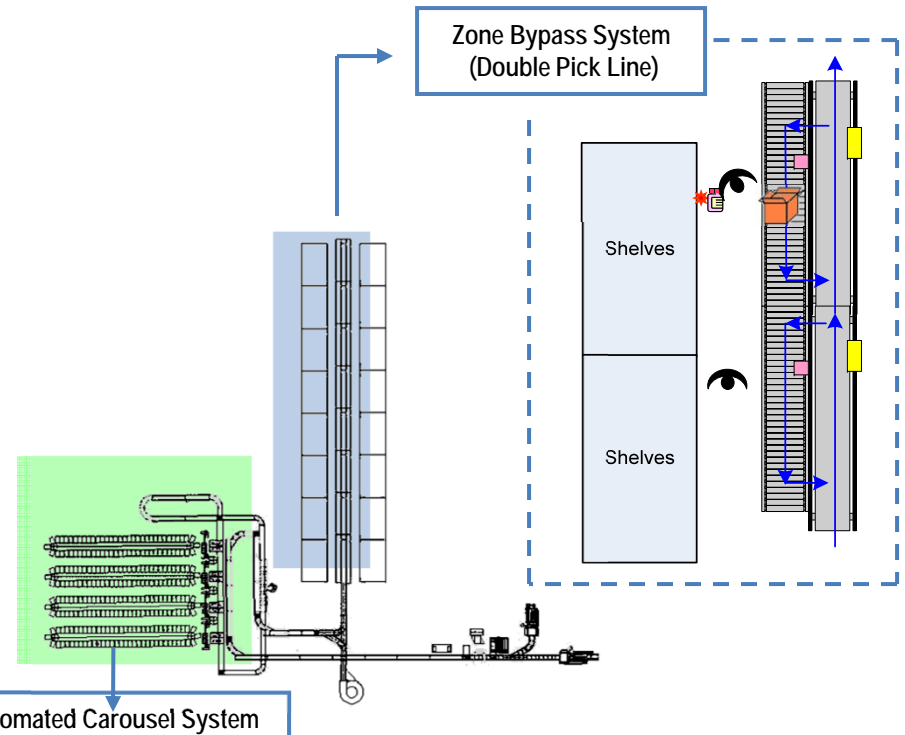 Zone Bypass System
(Double Pick Line)
Shelves
Shelves
omated Carousel System